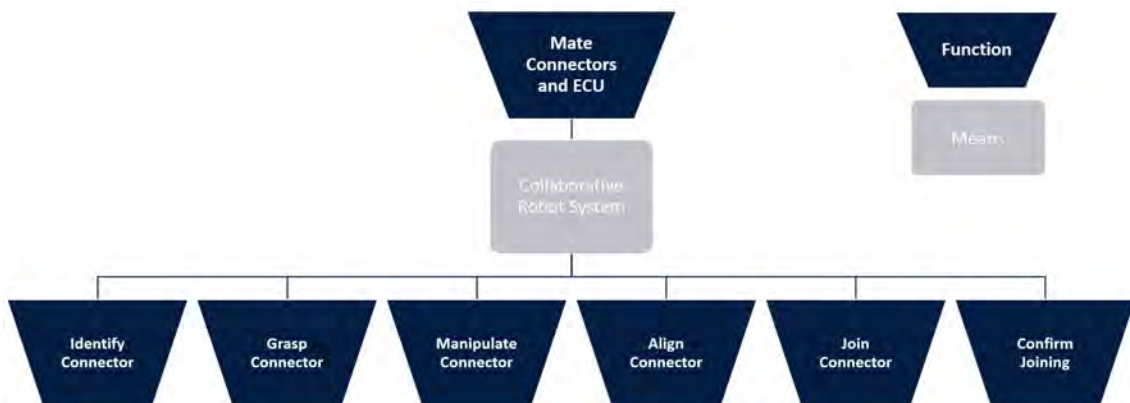 Mate
Connectors
and ECU
Function
Means
Collaborative
Robot System
Identify
Connector
Grasp
Connector
Manipulate
Connector
Align
Connector
Join
Connector
Confirm
Joining